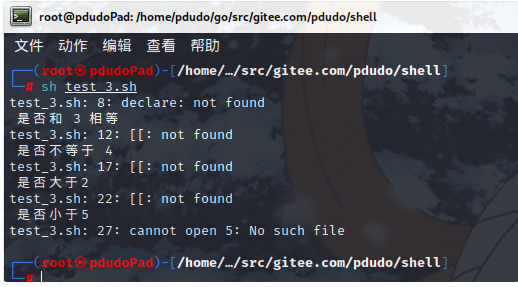 root@pdudoPad: /home/pdudo/go/src/gitee.com/pdudo/shell
文件 动作 编辑 查看 帮助
┌──(root㉿pdudoPad)-[/home/…/src/gitee.com/pdudo/shell]
└─# sh test_3.sh
test_3.sh: 8: declare: not found
是否和 3 相等
test_3.sh: 12: [[: not found
是否不等于 4
test_3.sh: 17: [[: not found
是否大于2
test_3.sh: 22: [[: not found
是否小于5
test_3.sh: 27: cannot open 5: No such file
┌──(root㉿pdudoPad)-[/home/…/src/gitee.com/pdudo/shell]
└─#